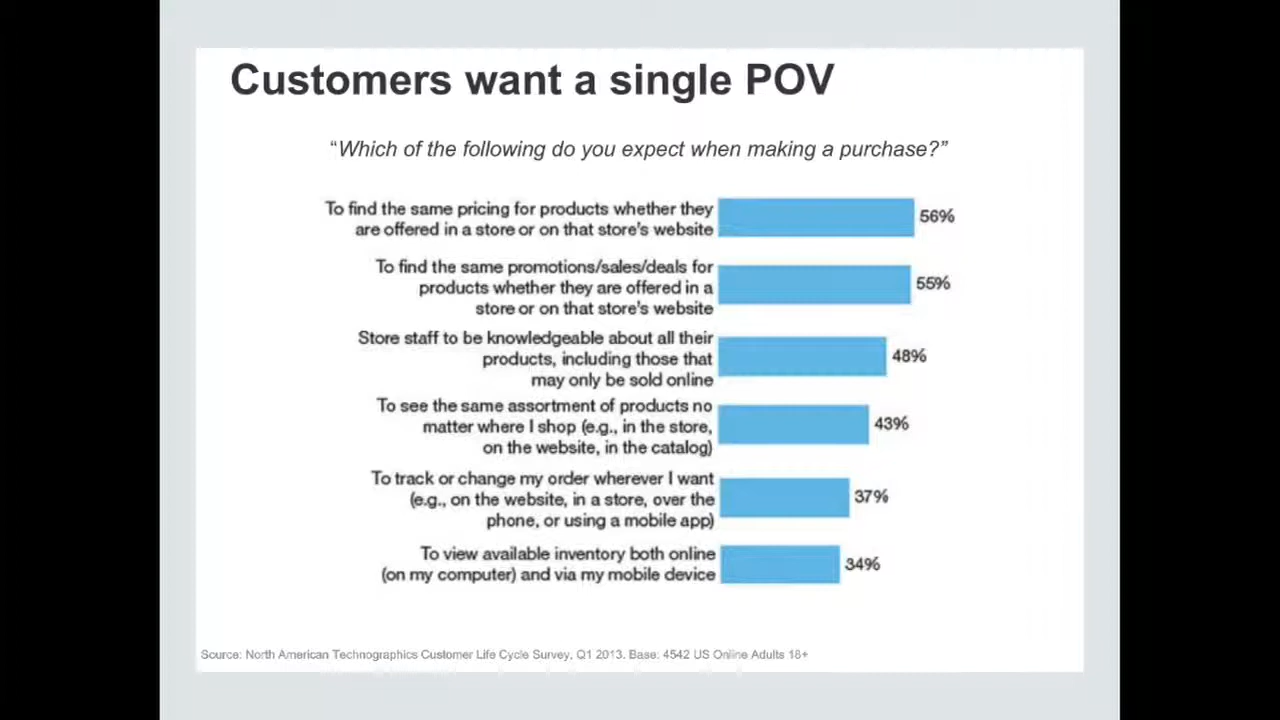 Customers want a single POV
“Which of the following do you expect when making a purchase?”
To find the same pricing for products whether they
are offered in a store or on that store's website
56%
To find the same promotions/sales/deals for
products whether they are offered in a
store or on that store's website
55%
Store staff to be knowledgeable about all their
products, including those that
may only be sold online
48%
To see the same assortment of products no
matter where I shop (e.g., in the store,
on the website, in the catalog)
43%
To track or change my order wherever I want
(e.g., on the website, in a store, over the
phone, or using a mobile app)
37%
To view available inventory both online
(on my computer) and via my mobile device
34%
Source: North American Technographics Customer Life Cycle Survey, Q1 2013. Base: 4542 US Online Adults 18+